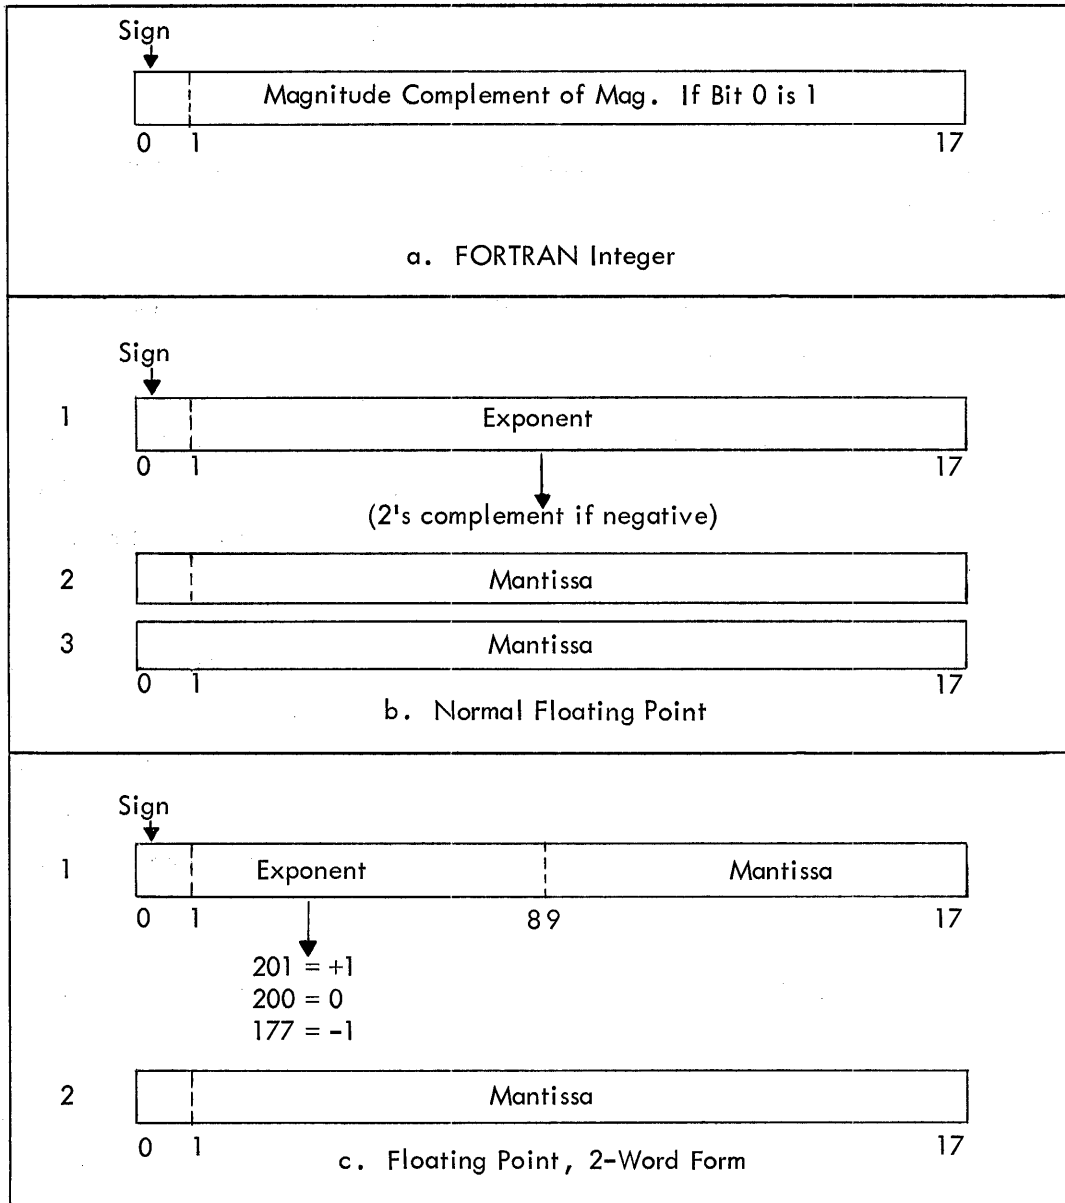 Sign
Magnitude Complement of Mag. If Bit 0 is 1
0 1 17
a. FORTRAN Integer
Sign
1 Exponent
0 1 17
(2's complement if negative)
2 Mantissa
3 Mantissa
0 1 17
b. Normal Floating Point
Sign
1 Exponent Mantissa
0 1 8 9 17
201 = +1
200 = 0
177 = -1
2 Mantissa
0 1 17
c. Floating Point, 2-Word Form